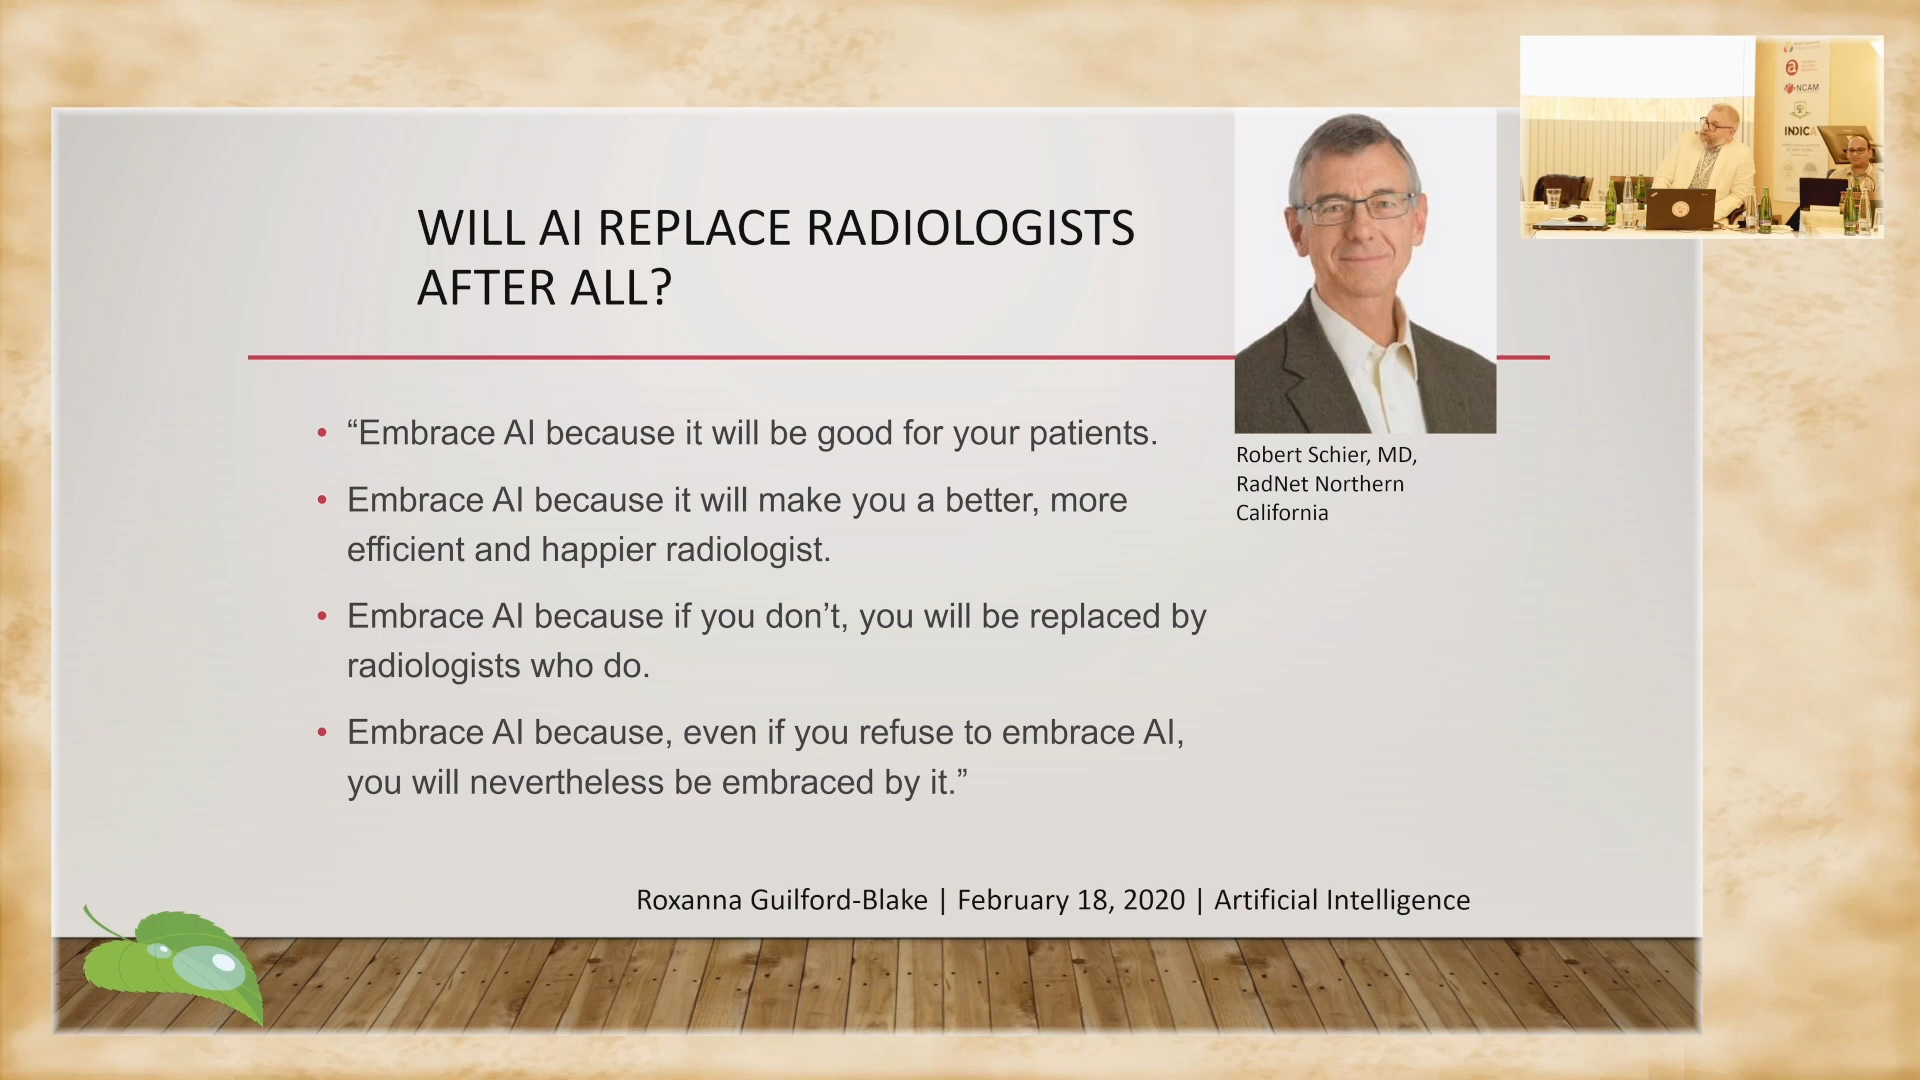 WILL AI REPLACE RADIOLOGISTS
AFTER ALL?
• “Embrace AI because it will be good for your patients.
• Embrace AI because it will make you a better, more
efficient and happier radiologist.
• Embrace AI because if you don’t, you will be replaced by
radiologists who do.
• Embrace AI because, even if you refuse to embrace AI,
you will nevertheless be embraced by it.”
Robert Schier, MD,
RadNet Northern
California
Roxanna Guilford-Blake | February 18, 2020 | Artificial Intelligence
a
NCAM